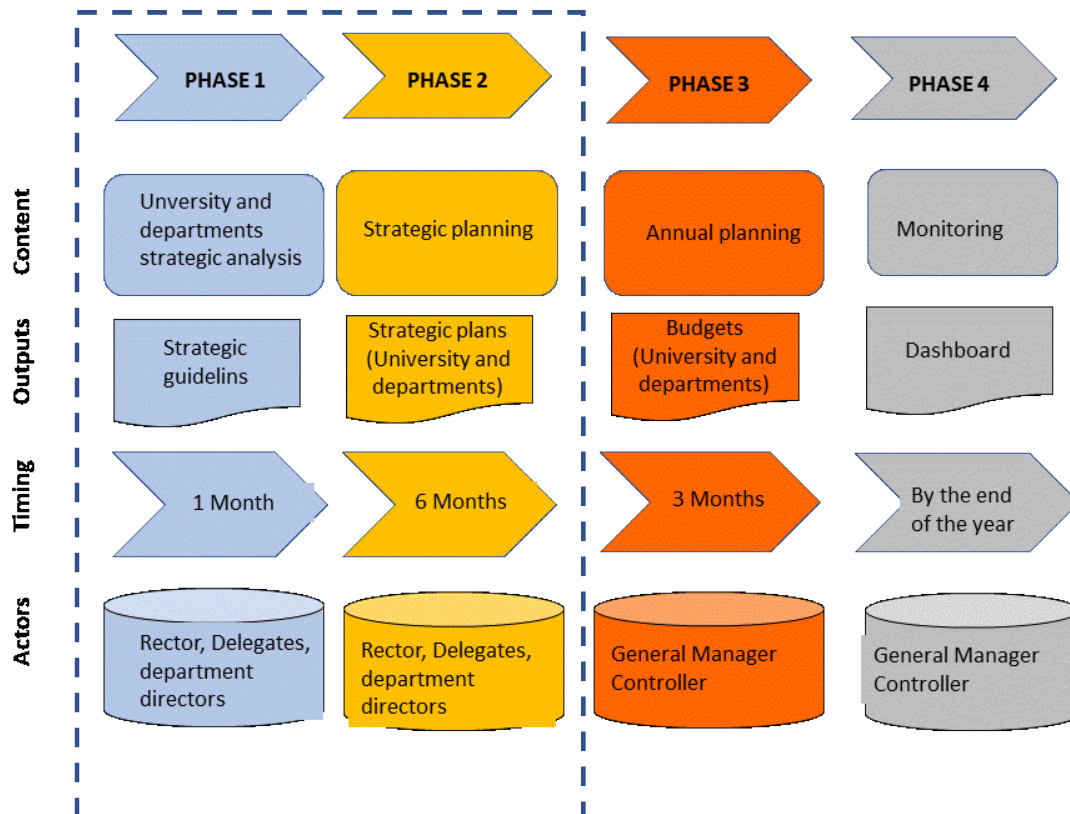 PHASE 1
PHASE 2
PHASE 3
PHASE 4
Content
Unversity and
departments
strategic analysis
Strategic planning
Annual planning
Monitoring
Outputs
Strategic
guidelins
Strategic plans
(University and
departments)
Budgets
(University and
departments)
Dashboard
Timing
1 Month
6 Months
3 Months
By the end
of the year
Actors
Rector, Delegates,
department
directors
Rector, Delegates,
department
directors
General Manager
Controller
General Manager
Controller